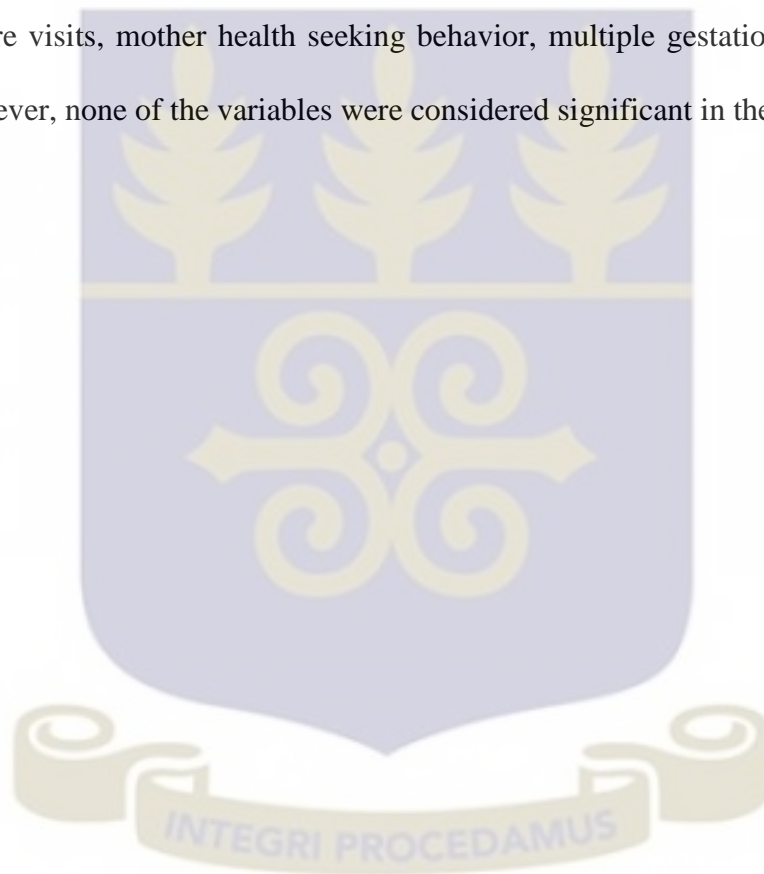 re visits, mother health seeking behavior, multiple gestatio
ever, none of the variables were considered significant in the
INTEGRI PROCEDAMUS